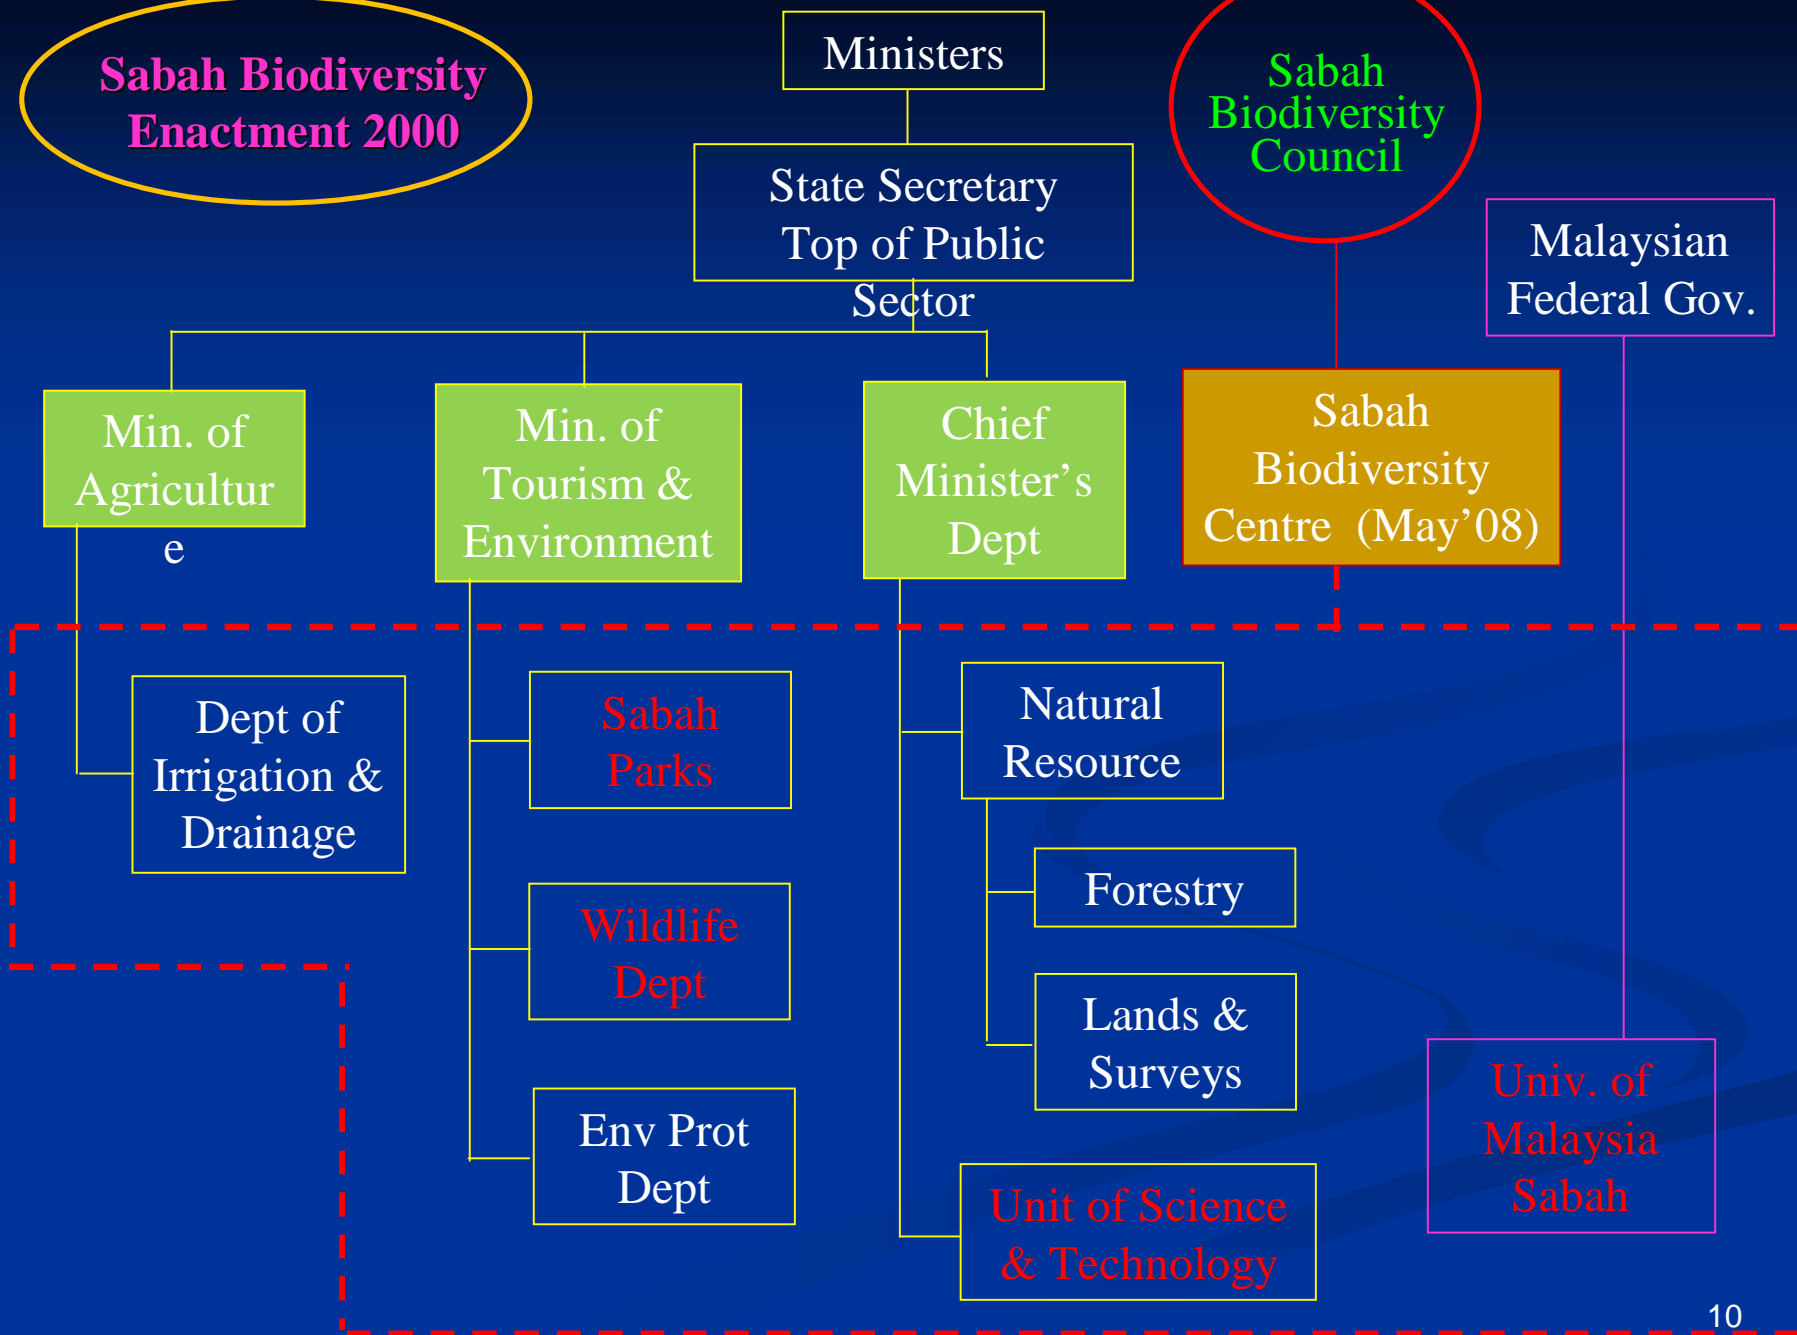 Sabah Biodiversity
Enactment 2000
Ministers
Sabah
Biodiversity
Council
State Secretary
Top of Public
Sector
Malaysian
Federal Gov.
Min. of
Agricultur
e
Min. of
Tourism &
Environment
Chief
Minister’s
Dept
Sabah
Biodiversity
Centre (May’08)
Dept of
Irrigation &
Drainage
Sabah
Parks
Wildlife
Dept
Env Prot
Dept
Natural
Resource
Forestry
Lands &
Surveys
Unit of Science
& Technology
Univ. of
Malaysia
Sabah
10